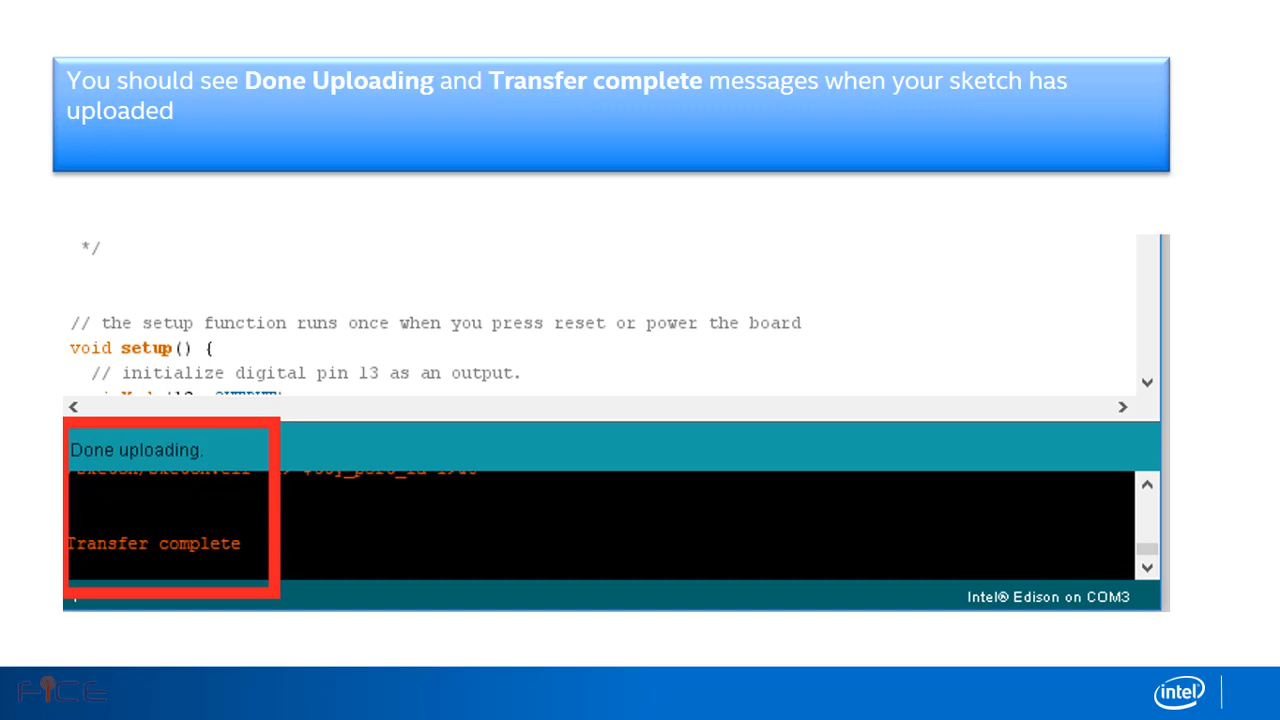 You should see Done Uploading and Transfer complete messages when your sketch has
uploaded
*/
// the setup function runs once when you press reset or power the board
void setup() {
// initialize digital pin 13 as an output.
Done uploading.
Transfer complete
Intel® Edison on COM3
FICE
intel